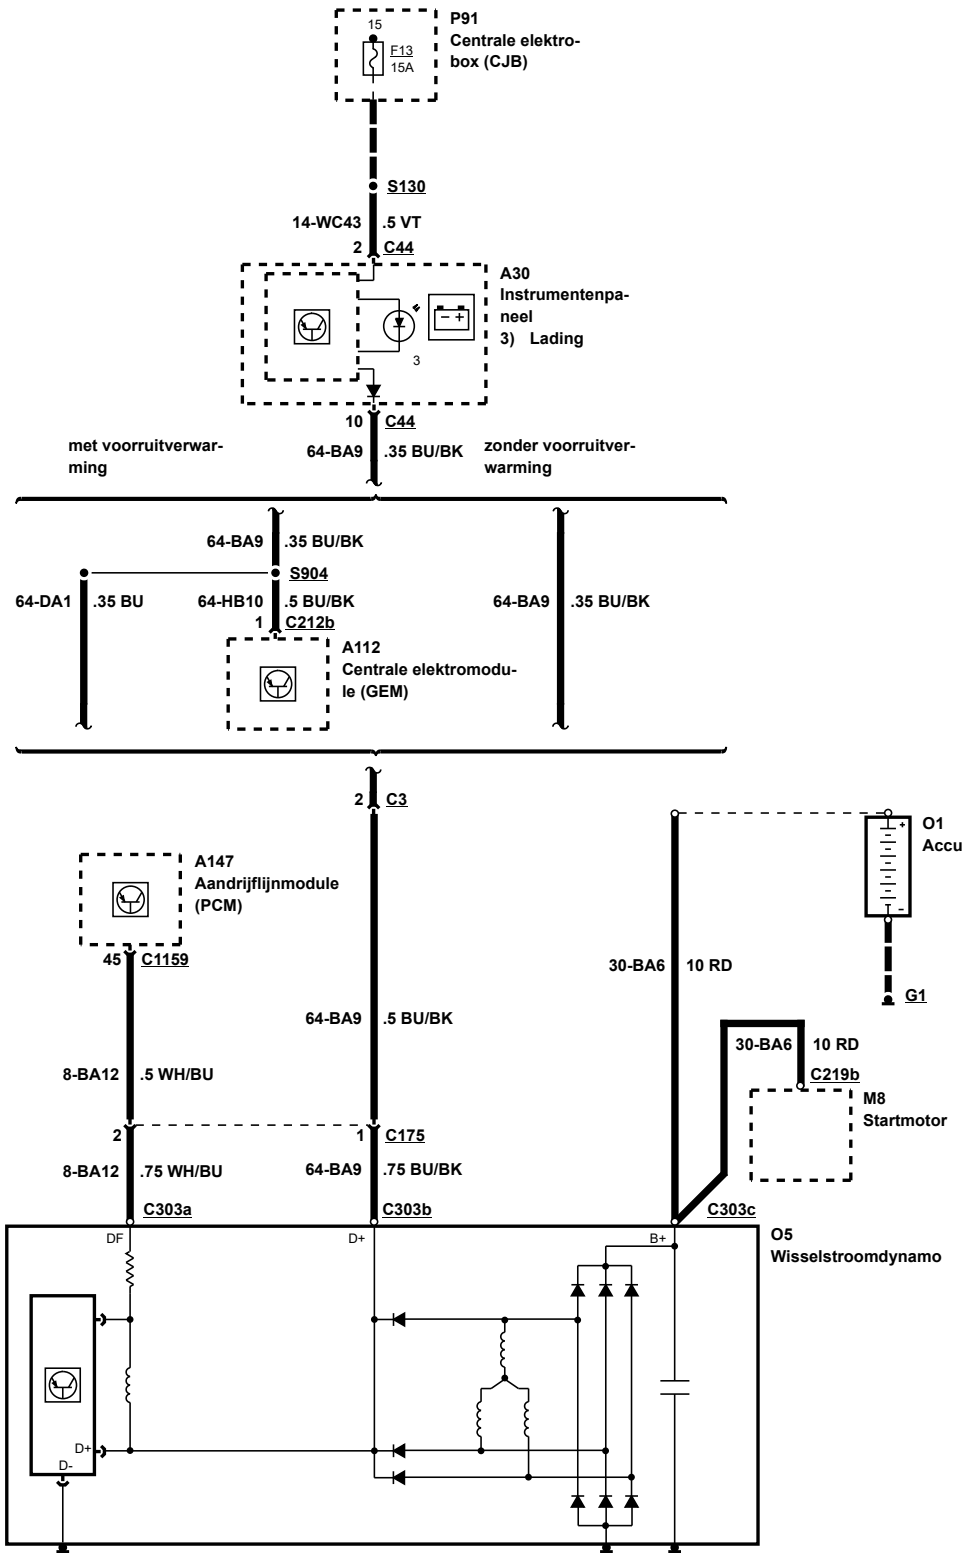 15
P91
Centrale elektro-
box (CJB)
F13
15A
S130
14-WC43 .5 VT
2 C44
A30
Instrumentenpa-
neel
3) Lading
− +
3
10 C44
64-BA9 .35 BU/BK
met voorruitverwar-
ming
zonder voorruitver-
warming
64-BA9 .35 BU/BK
S904
64-DA1 .35 BU
64-HB10 .5 BU/BK
64-BA9 .35 BU/BK
1 C212b
A112
Centrale elektromodu-
le (GEM)
2 C3
O1
Accu
+
−
A147
Aandrijflijnmodule
(PCM)
45 C1159
30-BA6 10 RD
G1
64-BA9 .5 BU/BK
30-BA6 10 RD
C219b
8-BA12 .5 WH/BU
M8
Startmotor
2
1 C175
8-BA12 .75 WH/BU
64-BA9 .75 BU/BK
C303a
C303b
C303c
DF
D+
B+
O5
Wisselstroomdynamo
D+
D-